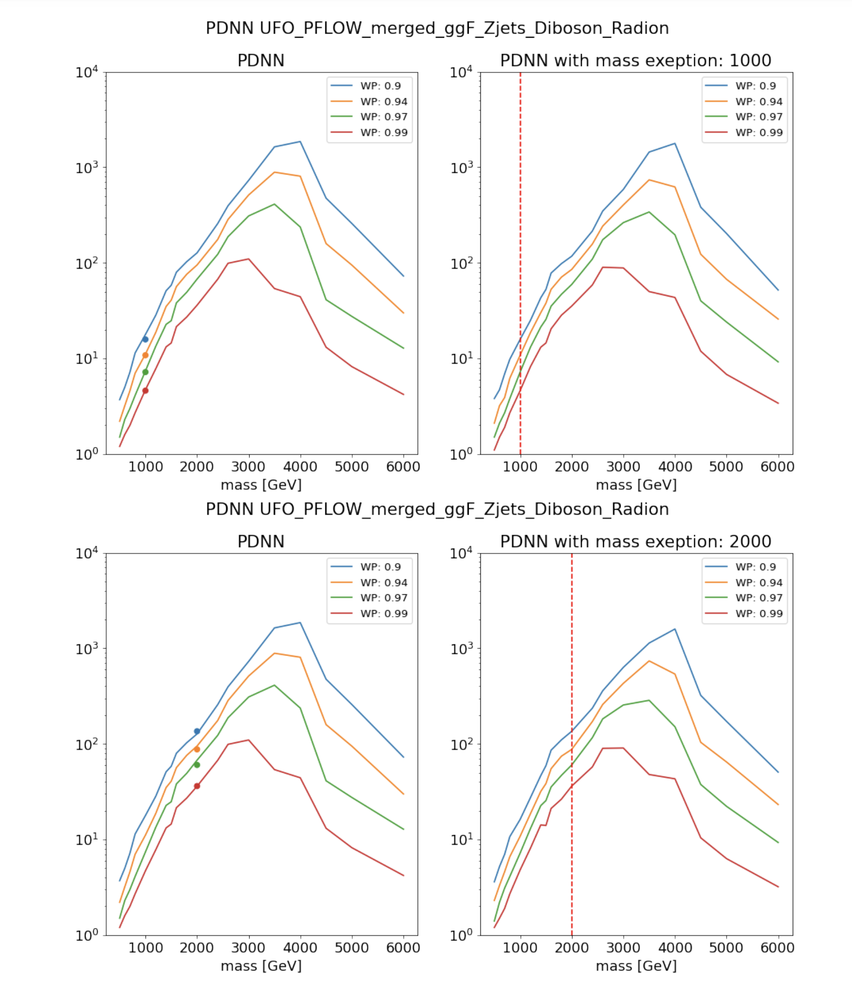 PDNN UFO_PFLOW_merged_ggF_Zjets_Diboson_Radion
PDNN
10^4
10^3
10^2
10^1
10^0
WP: 0.9
WP: 0.94
WP: 0.97
WP: 0.99
1000 2000 3000 4000 5000 6000
mass [GeV]
PDNN with mass exeption: 1000
10^4
10^3
10^2
10^1
10^0
WP: 0.9
WP: 0.94
WP: 0.97
WP: 0.99
1000 2000 3000 4000 5000 6000
mass [GeV]
PDNN UFO_PFLOW_merged_ggF_Zjets_Diboson_Radion
PDNN
10^4
10^3
10^2
10^1
10^0
WP: 0.9
WP: 0.94
WP: 0.97
WP: 0.99
1000 2000 3000 4000 5000 6000
mass [GeV]
PDNN with mass exeption: 2000
10^4
10^3
10^2
10^1
10^0
WP: 0.9
WP: 0.94
WP: 0.97
WP: 0.99
1000 2000 3000 4000 5000 6000
mass [GeV]